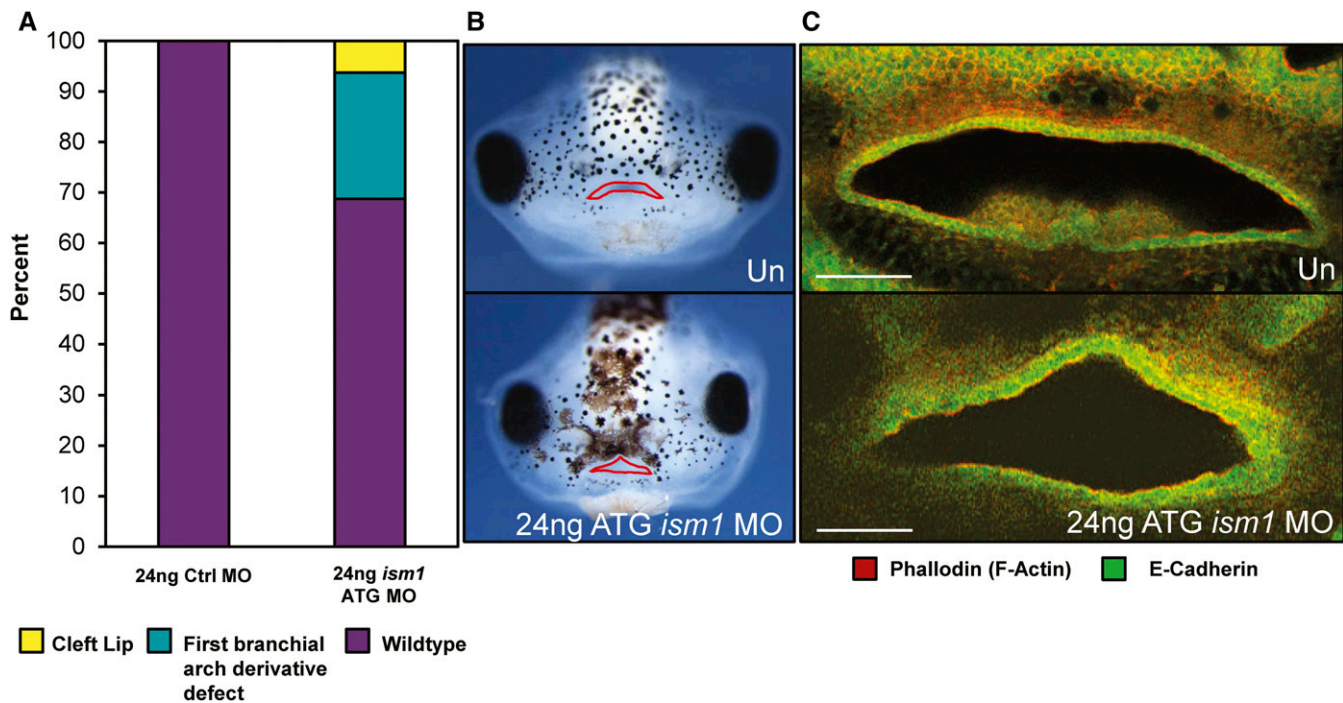 A
B
C
100
90
80
70
60
50
40
30
20
10
0
Percent
24ng Ctrl MO
24ng ism1
ATG MO
Cleft Lip
First branchial
arch derivative
defect
Wildtype
Un
24ng ATG ism1 MO
Un
24ng ATG ism1 MO
Phallodin (F-Actin)
E-Cadherin